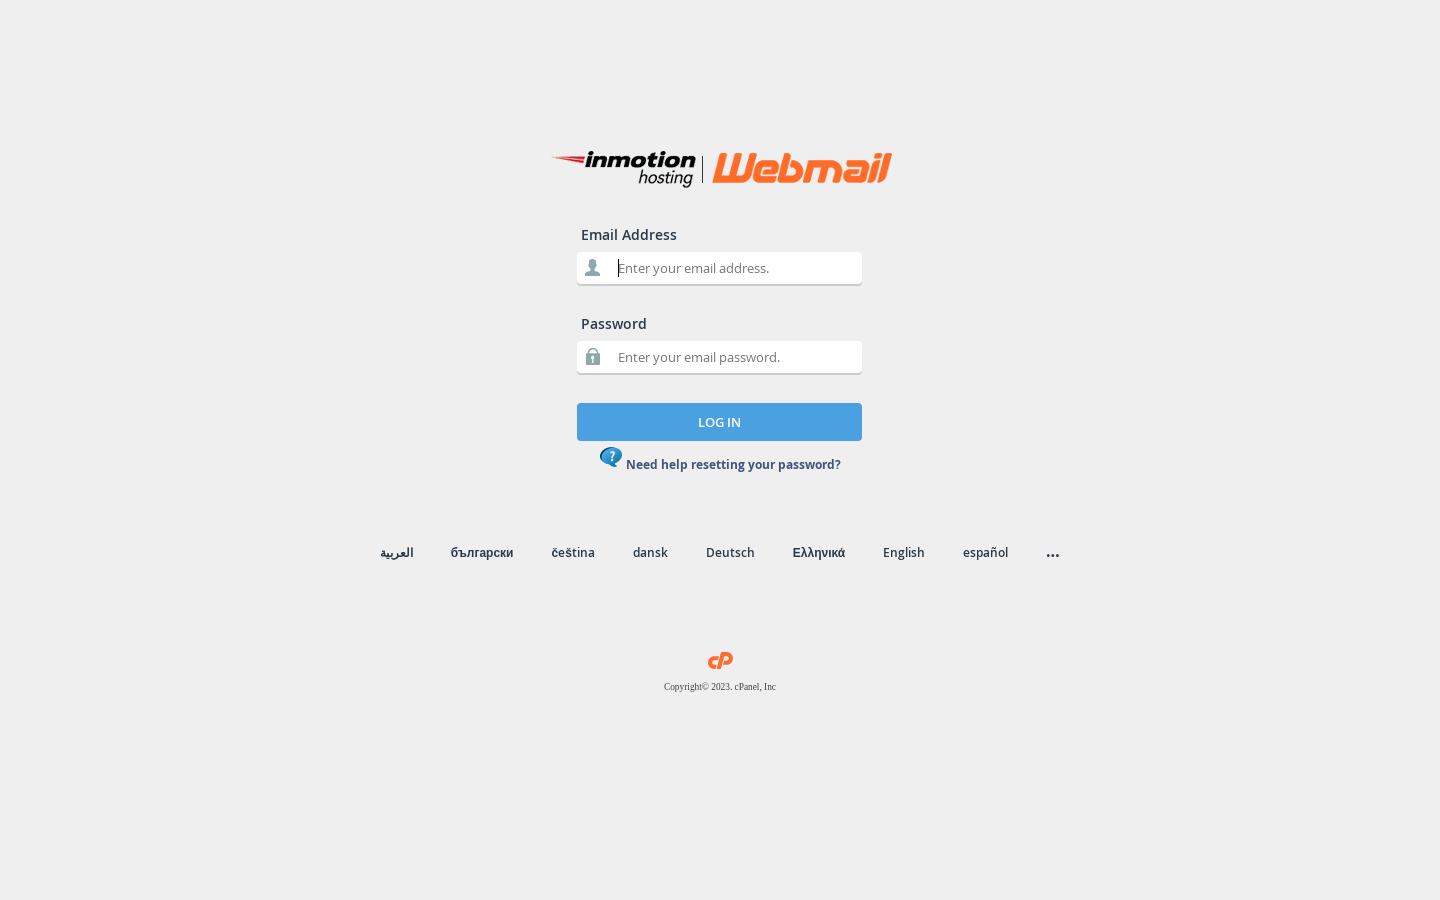 inmotion hosting | Webmail
Email Address
Enter your email address.
Password
Enter your email password.
LOG IN
Need help resetting your password?
العربية български čeština dansk Deutsch Ελληνικά English español ...
cP
Copyright© 2023. cPanel, Inc